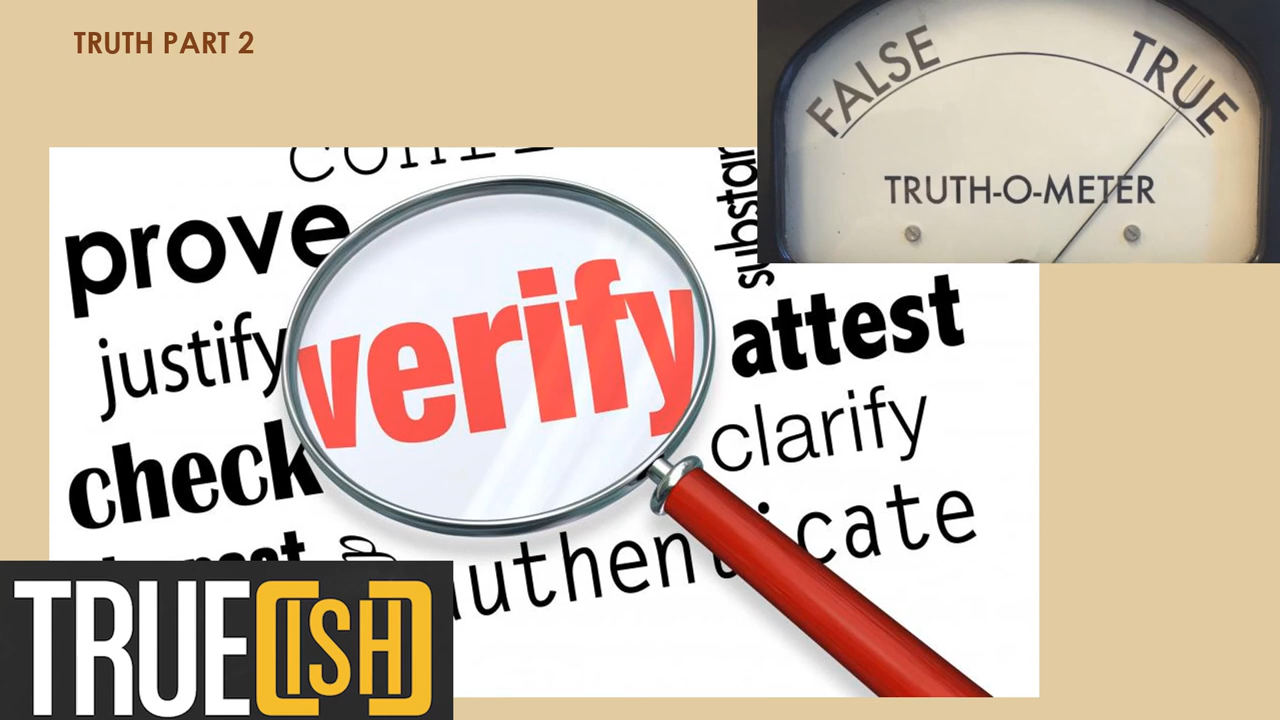 TRUTH PART 2
FALSE
TRUE
TRUTH-O-METER
prove
verify
attest
justify
clarify
check
TRUE[ISH]